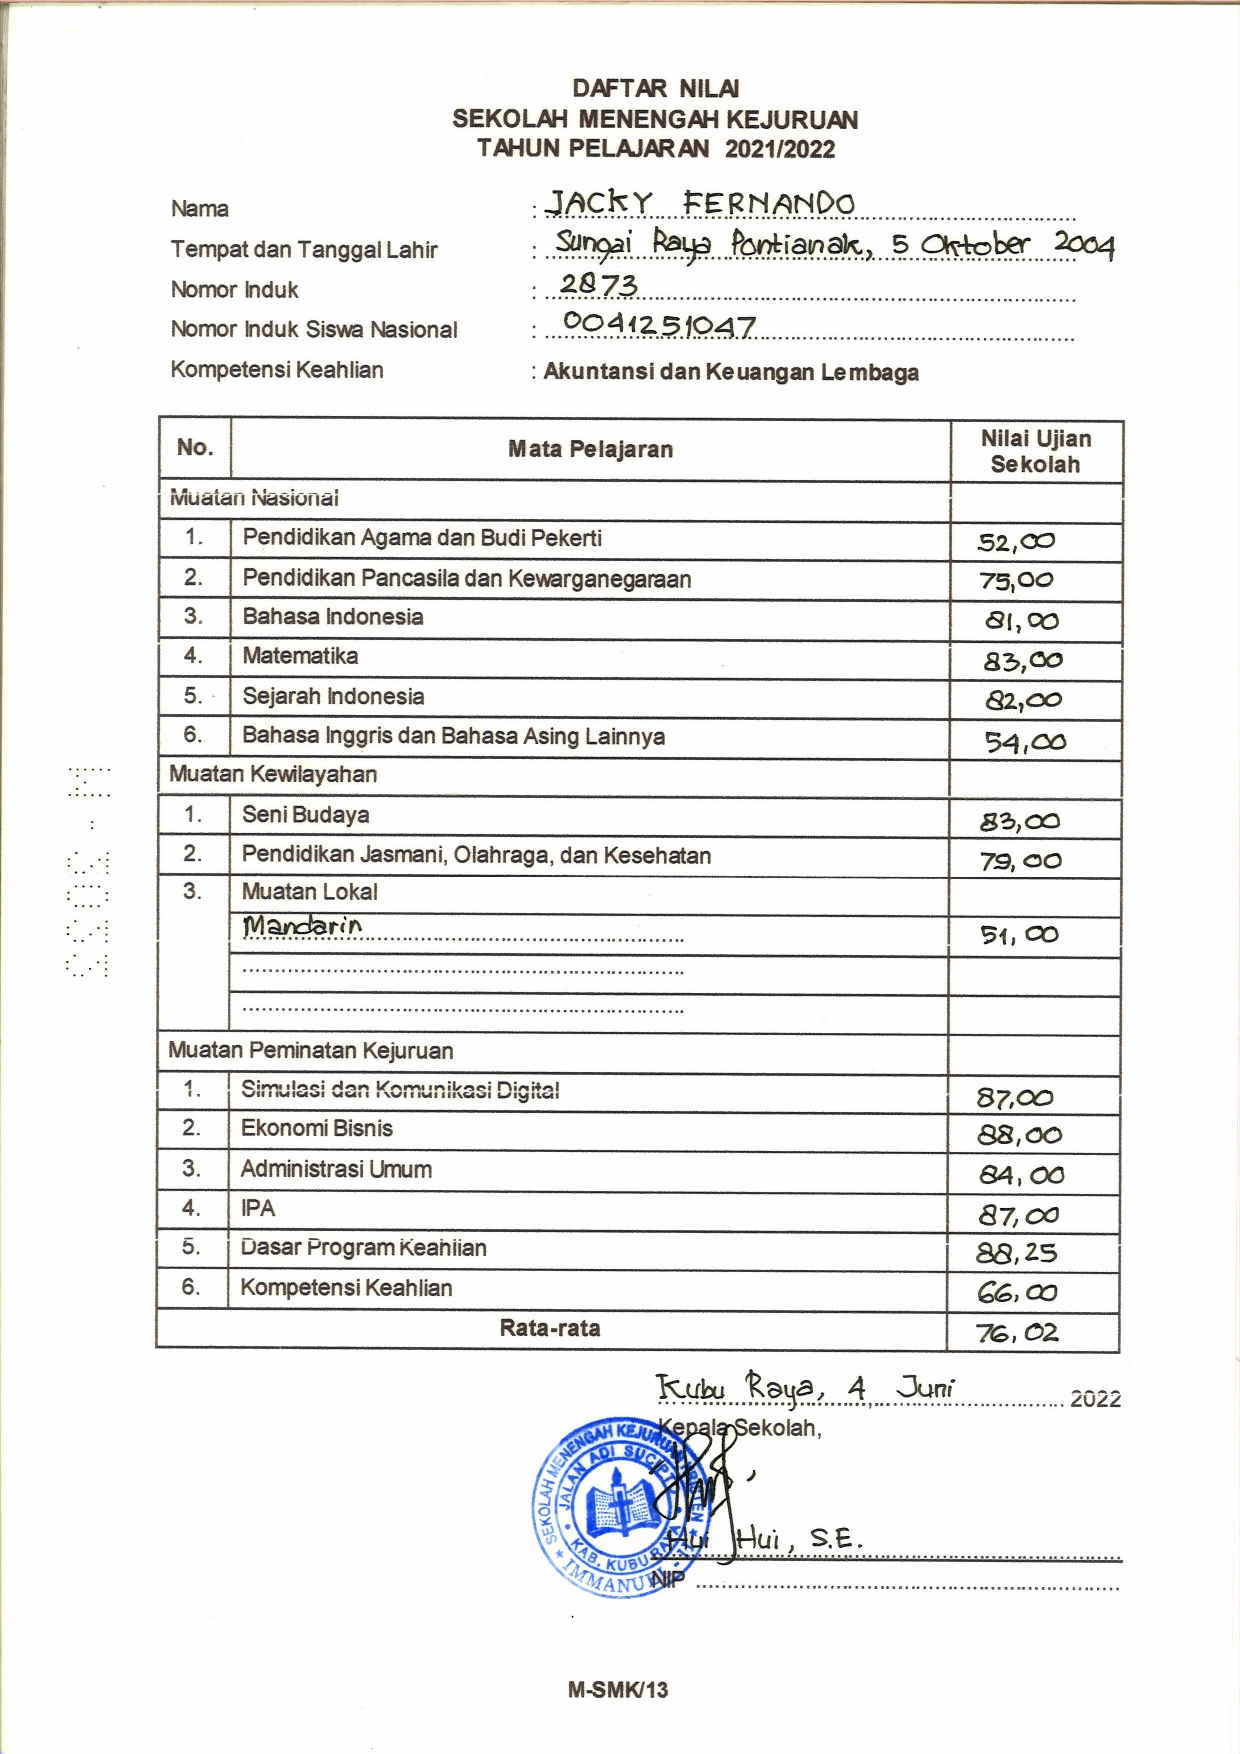 DAFTAR NILAI
SEKOLAH MENENGAH KEJURUAN
TAHUN PELAJARAN 2021/2022
Nama : JACKY FERNANDO
Tempat dan Tanggal Lahir : Sungai Raya Pontianak, 5 Oktober 2004
Nomor Induk : 2873
Nomor Induk Siswa Nasional : 0041251047
Kompetensi Keahlian : Akuntansi dan Keuangan Lembaga
No. Mata Pelajaran Nilai Ujian Sekolah
Muatan Nasional
1. Pendidikan Agama dan Budi Pekerti 52,00
2. Pendidikan Pancasila dan Kewarganegaraan 75,00
3. Bahasa Indonesia 81,00
4. Matematika 83,00
5. Sejarah Indonesia 82,00
6. Bahasa Inggris dan Bahasa Asing Lainnya 54,00
Muatan Kewilayahan
1. Seni Budaya 83,00
2. Pendidikan Jasmani, Olahraga, dan Kesehatan 79,00
3. Muatan Lokal
Mandarin 51,00
Muatan Peminatan Kejuruan
1. Simulasi dan Komunikasi Digital 87,00
2. Ekonomi Bisnis 88,00
3. Administrasi Umum 84,00
4. IPA 87,00
5. Dasar Program Keahlian 88,25
6. Kompetensi Keahlian 66,00
Rata-rata 76,02
Kubu Raya, 4 Juni 2022
Kepala Sekolah,
SEKOLAH MENENGAH KEJURUAN
JALAN ADI SUCIPTO
KAB. KUBU RAYA
IMMANUEL
Hui Hui, S.E.
NIP
M-SMK/13